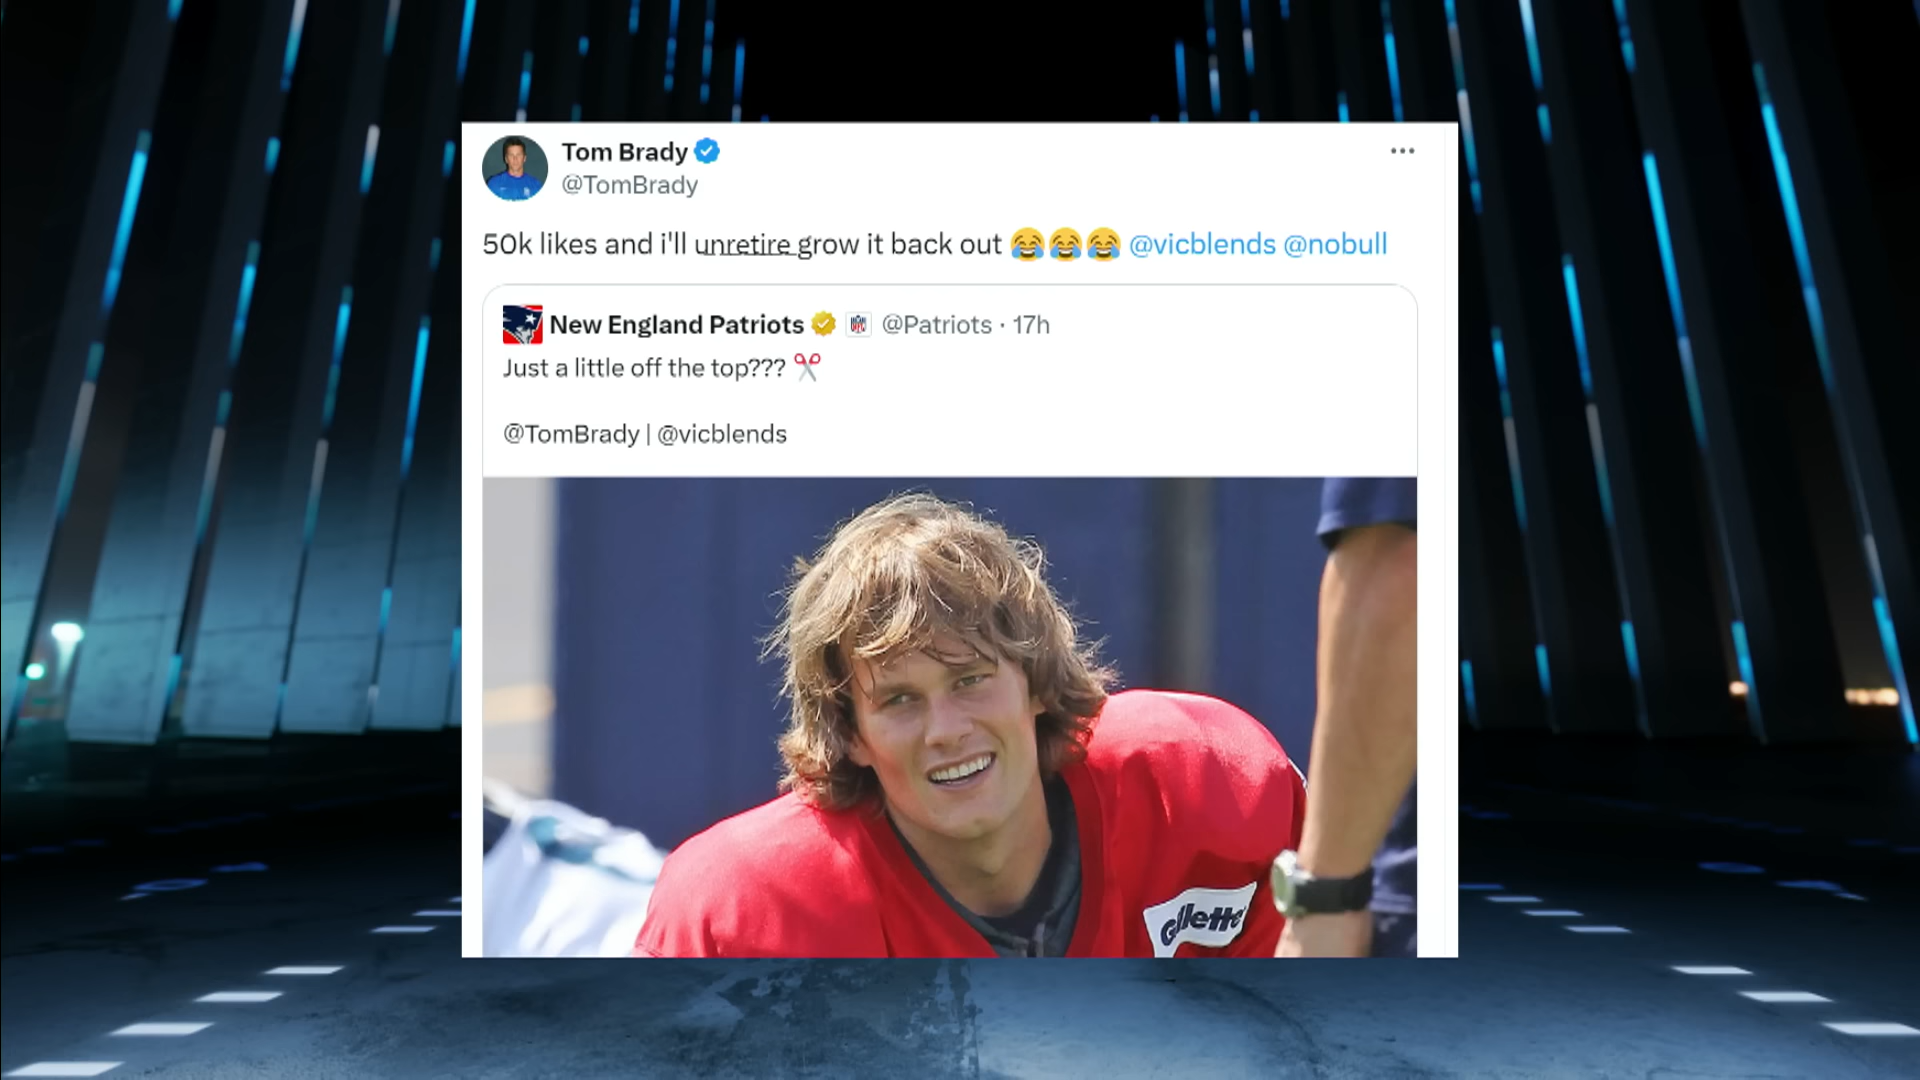 Tom Brady
@TomBrady
50k likes and i'll unretire grow it back out 😂😂😂 @vicblends @nobull
New England Patriots @Patriots · 17h
Just a little off the top??? ✂️
@TomBrady | @vicblends
Gillette